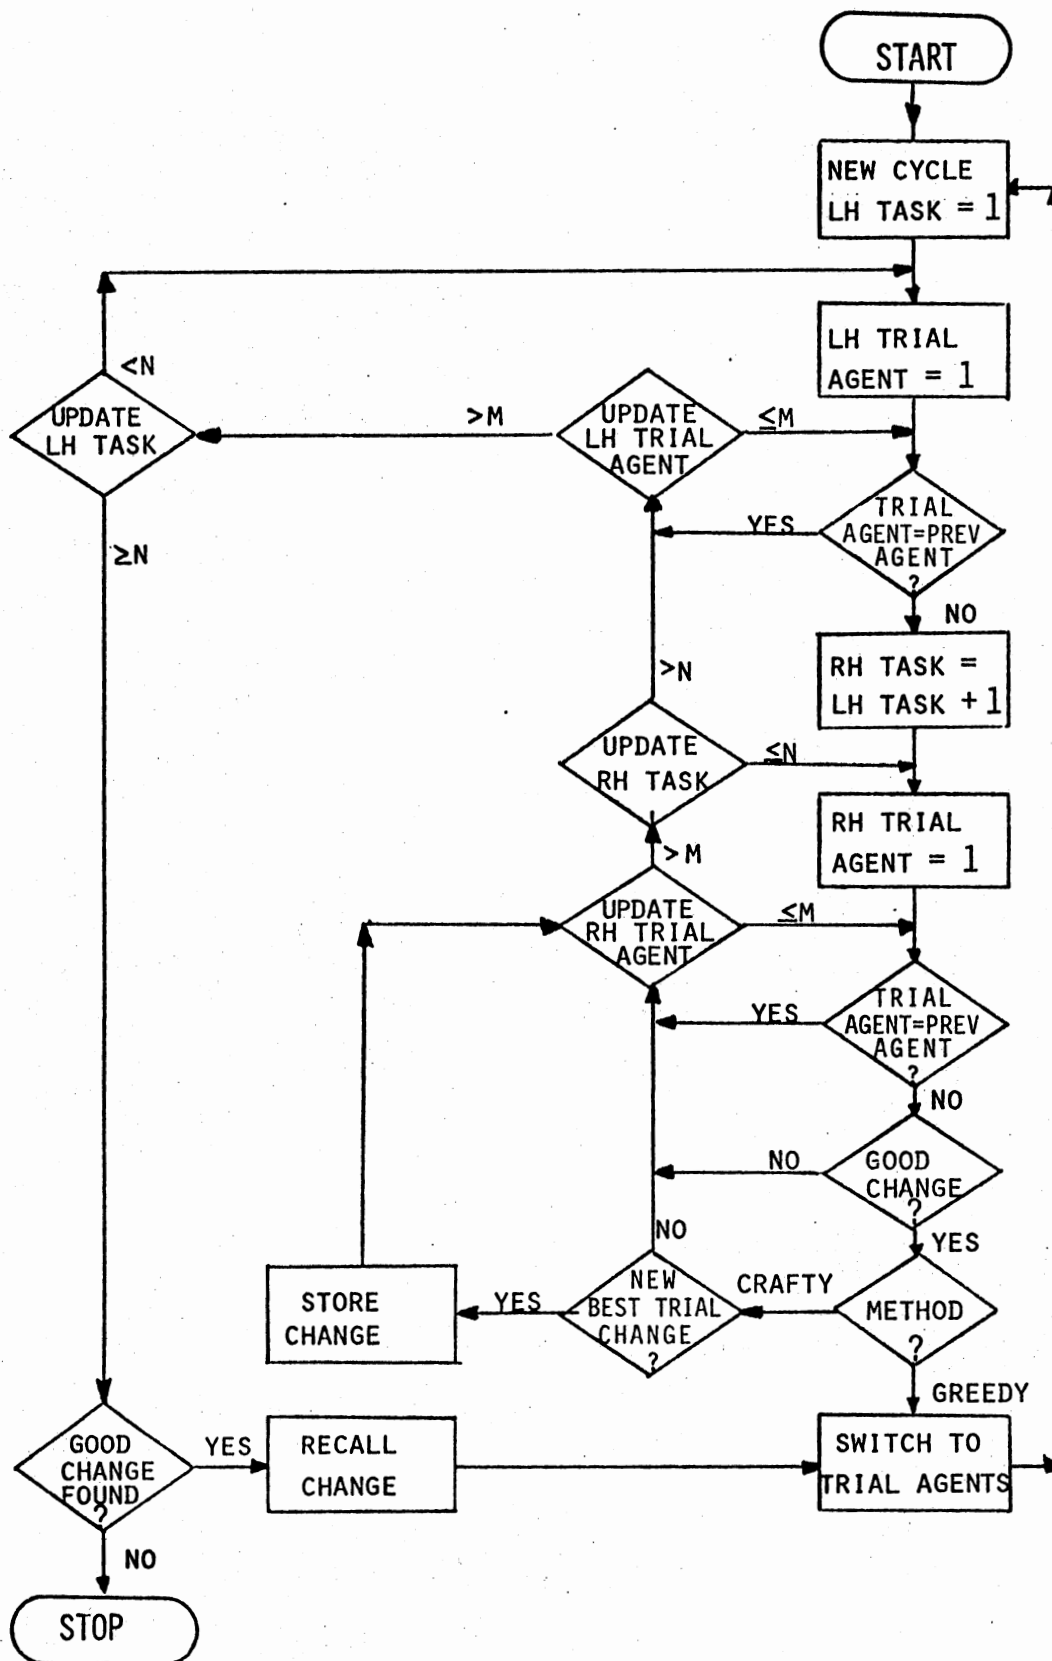 START
NEW CYCLE
LH TASK = 1
LH TRIAL
AGENT = 1
<N
UPDATE
LH TASK
>M
UPDATE
LH TRIAL
AGENT
≤M
TRIAL
AGENT=PREV
AGENT
?
YES
NO
≥N
RH TASK =
LH TASK + 1
>N
UPDATE
RH TASK
≤N
RH TRIAL
AGENT = 1
>M
UPDATE
RH TRIAL
AGENT
≤M
TRIAL
AGENT=PREV
AGENT
?
YES
NO
GOOD
CHANGE
?
NO
YES
METHOD
?
CRAFTY
NEW
BEST TRIAL
CHANGE
?
NO
YES
STORE
CHANGE
GREEDY
SWITCH TO
TRIAL AGENTS
GOOD
CHANGE
FOUND
?
YES
RECALL
CHANGE
NO
STOP